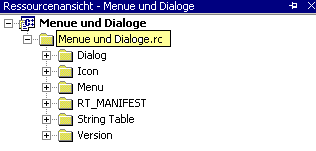 Ressourcenansicht - Menue und Dialoge
Menue und Dialoge
Menue und Dialoge.rc
Dialog
Icon
Menu
RT_MANIFEST
String Table
Version